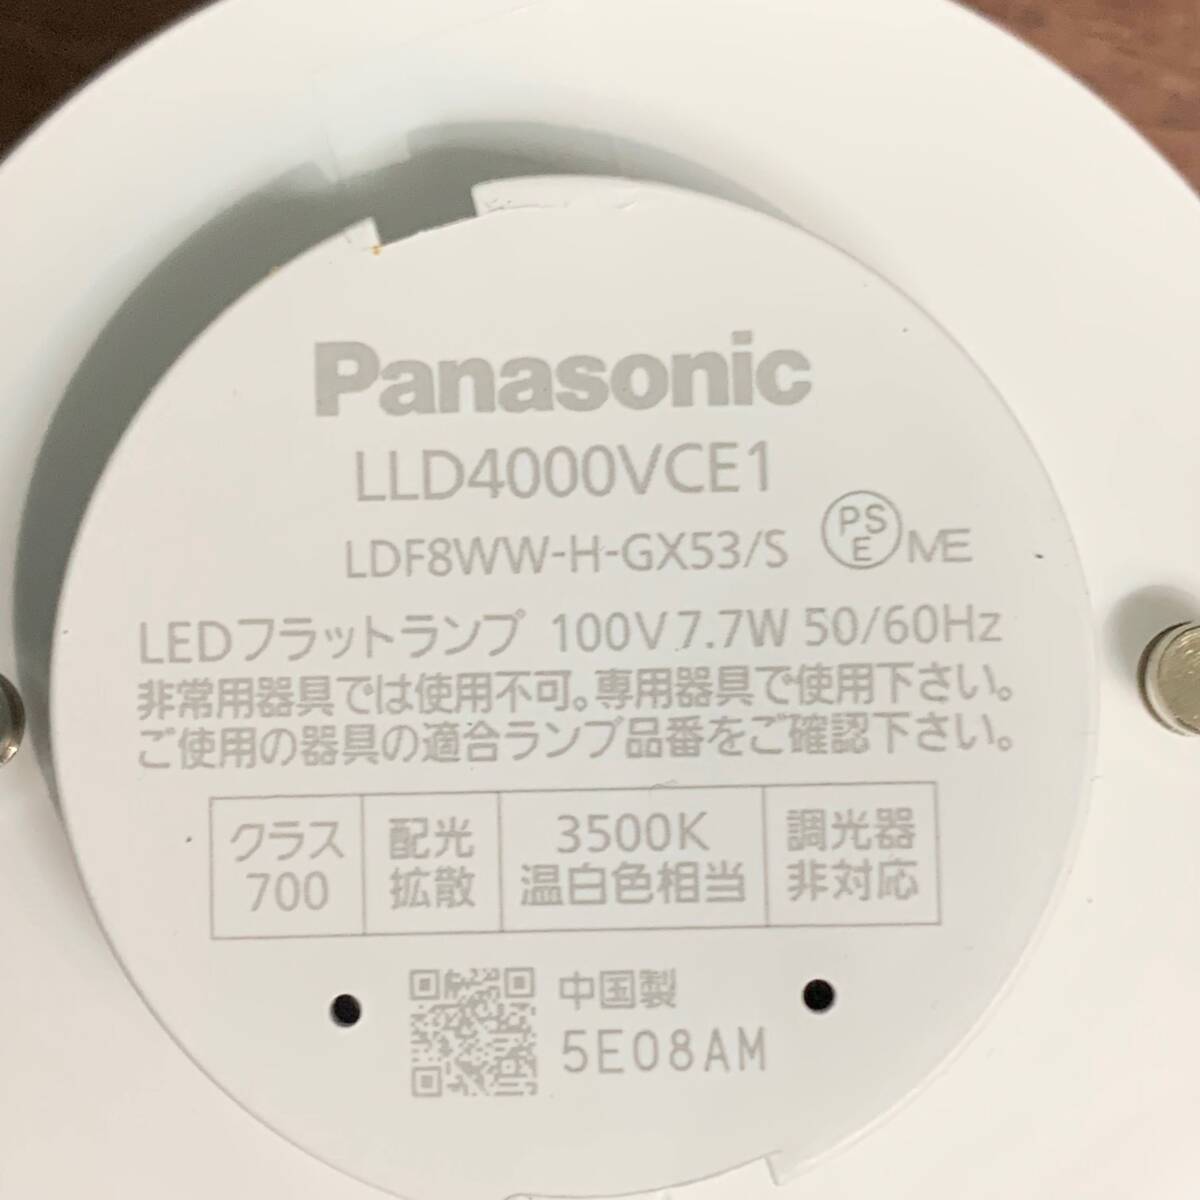 Panasonic
LLD4000VCE1
LDF8WW-H-GX53/S PS E ME
LEDフラットランプ 100V 7.7W 50/60Hz
非常用器具では使用不可。専用器具で使用下さい。
ご使用の器具の適合ランプ品番をご確認下さい。
クラス
700
配光
拡散
3500K
温白色相当
調光器
非対応
中国製
5E08AM